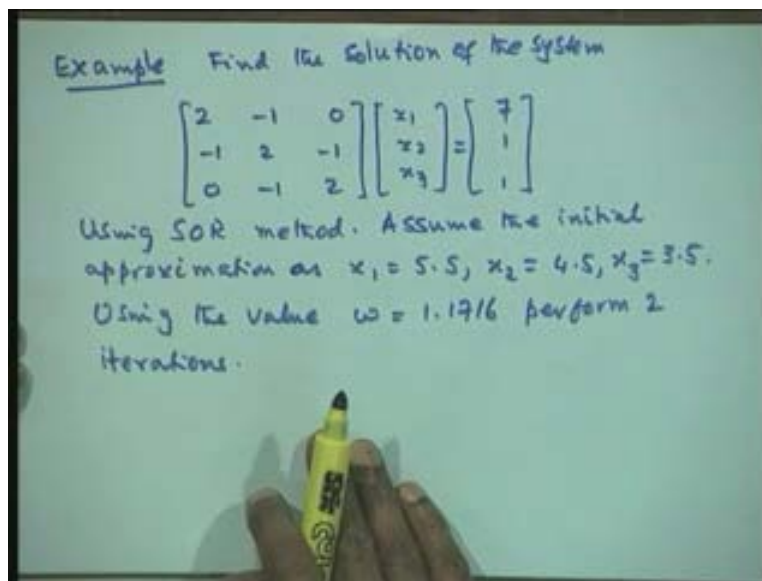 Example Find the Solution of the System
[2 -1 0] [x1] = [7]
[-1 2 -1] [x2] [1]
[0 -1 2] [x3] [1]
Using SOR method. Assume the initial
approximation as x1 = 5.5, x2 = 4.5, x3 = 3.5.
Using the value ω = 1.1716 perform 2
iterations.